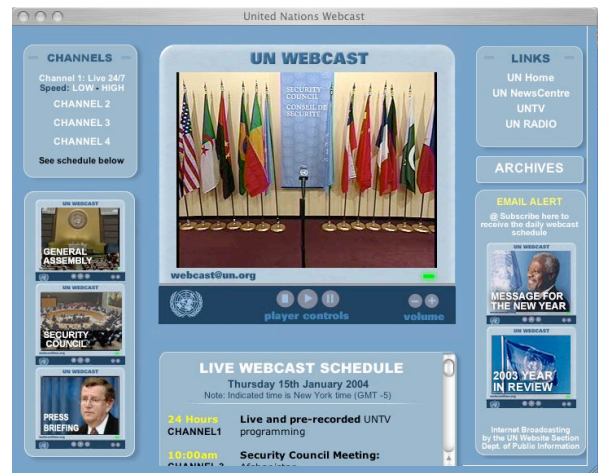 United Nations Webcast
CHANNELS
Channel 1: Live 24/7
Speed: LOW - HIGH
CHANNEL 2
CHANNEL 3
CHANNEL 4
See schedule below
UN WEBCAST
GENERAL
ASSEMBLY
UN WEBCAST
SECURITY
COUNCIL
UN WEBCAST
PRESS
BRIEFING
UN WEBCAST
SECURITY
COUNCIL
CONSEIL DE
SECURITE
webcast@un.org
player controls
volume
LIVE WEBCAST SCHEDULE
Thursday 15th January 2004
Note: Indicated time is New York time (GMT -5)
24 Hours Live and pre-recorded UNTV
CHANNEL1 programming
10:00am Security Council Meeting:
LINKS
UN Home
UN NewsCentre
UNTV
UN RADIO
ARCHIVES
EMAIL ALERT
@ Subscribe here to
receive the daily webcast
schedule
UN WEBCAST
MESSAGE FOR
THE NEW YEAR
UN WEBCAST
2003 YEAR
IN REVIEW
Internet Broadcasting
by the UN Website Section
Dept. of Public Information